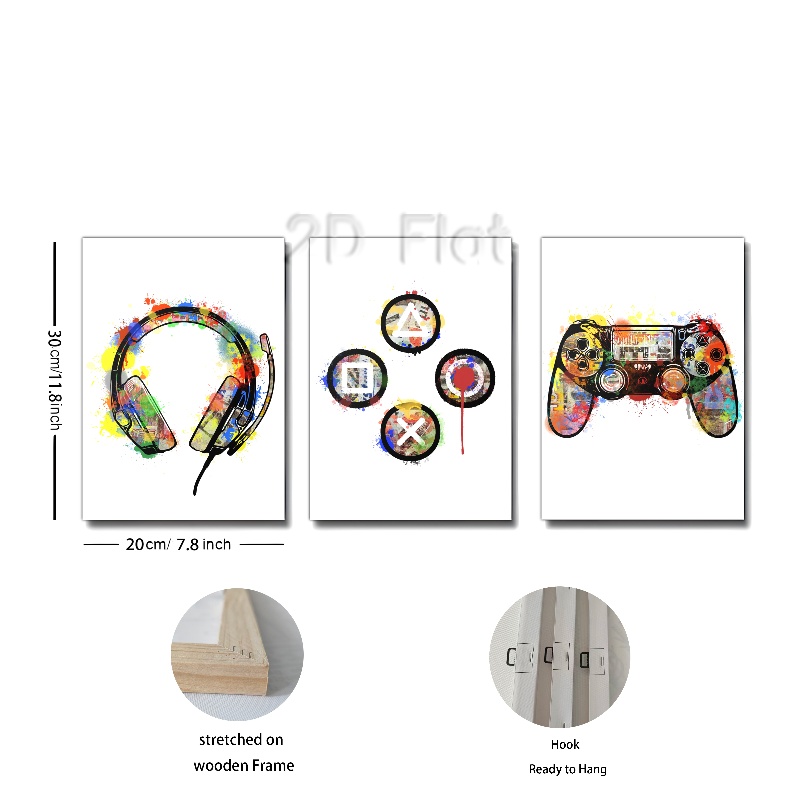 2D Flat
30cm/11.8inch
20cm/ 7.8 inch
stretched on
wooden Frame
Hook
Ready to Hang